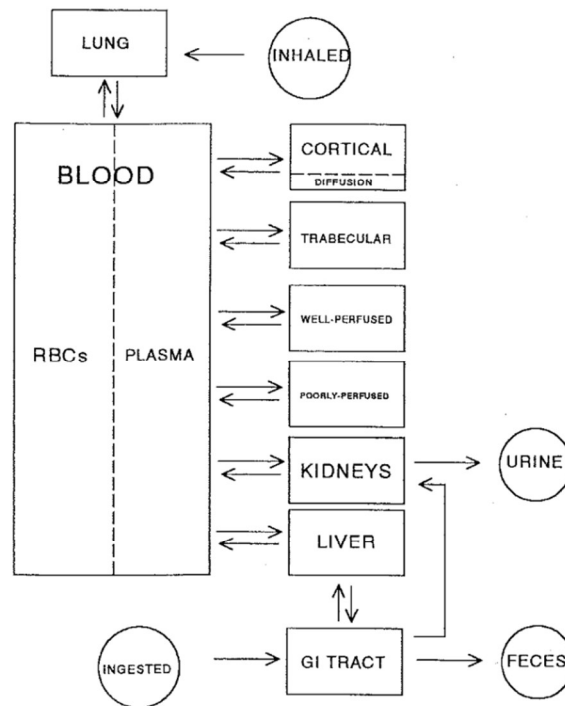 LUNG
INHALED
BLOOD
CORTICAL
DIFFUSION
TRABECULAR
RBCs
PLASMA
WELL-PERFUSED
POORLY-PERFUSED
KIDNEYS
URINE
LIVER
INGESTED
GI TRACT
FECES